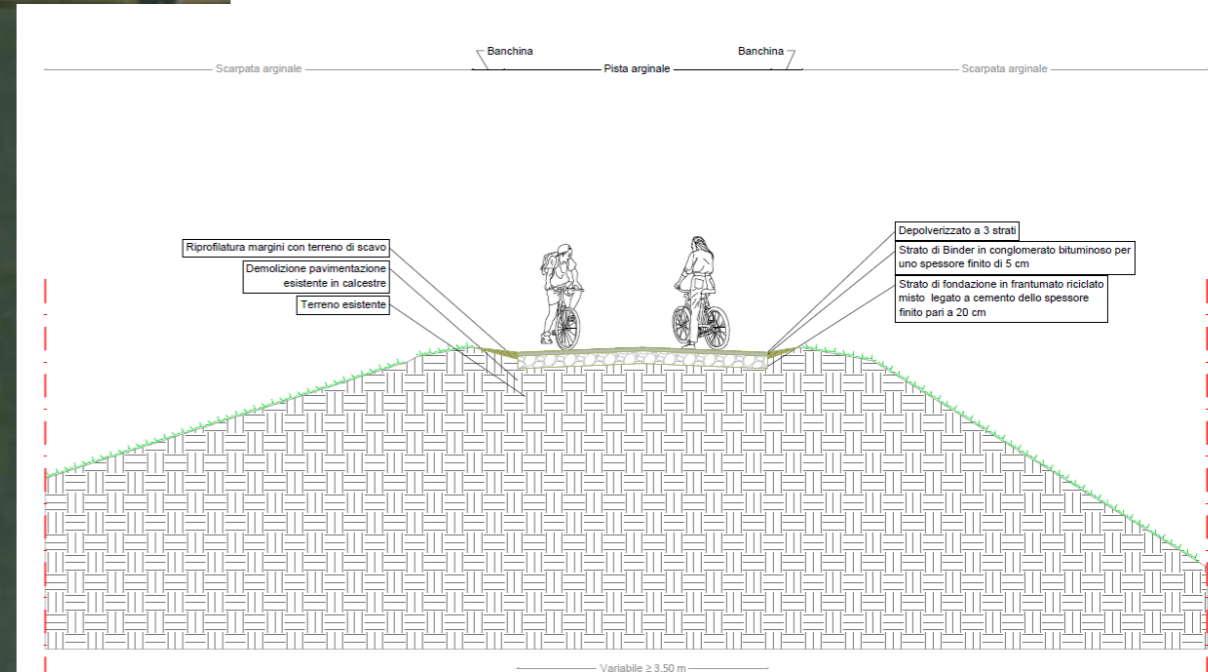 Banchina
Banchina
Scarpata arginale
Pista arginale
Scarpata arginale
Riprofilatura margini con terreno di scavo
Demolizione pavimentazione
esistente in calcestre
Terreno esistente
Depolverizzato a 3 strati
Strato di Binder in conglomerato bituminoso per
uno spessore finito di 5 cm
Strato di fondazione in frantumato riciclato
misto legato a cemento dello spessore
finito pari a 20 cm
Variabile ≥ 3,50 m